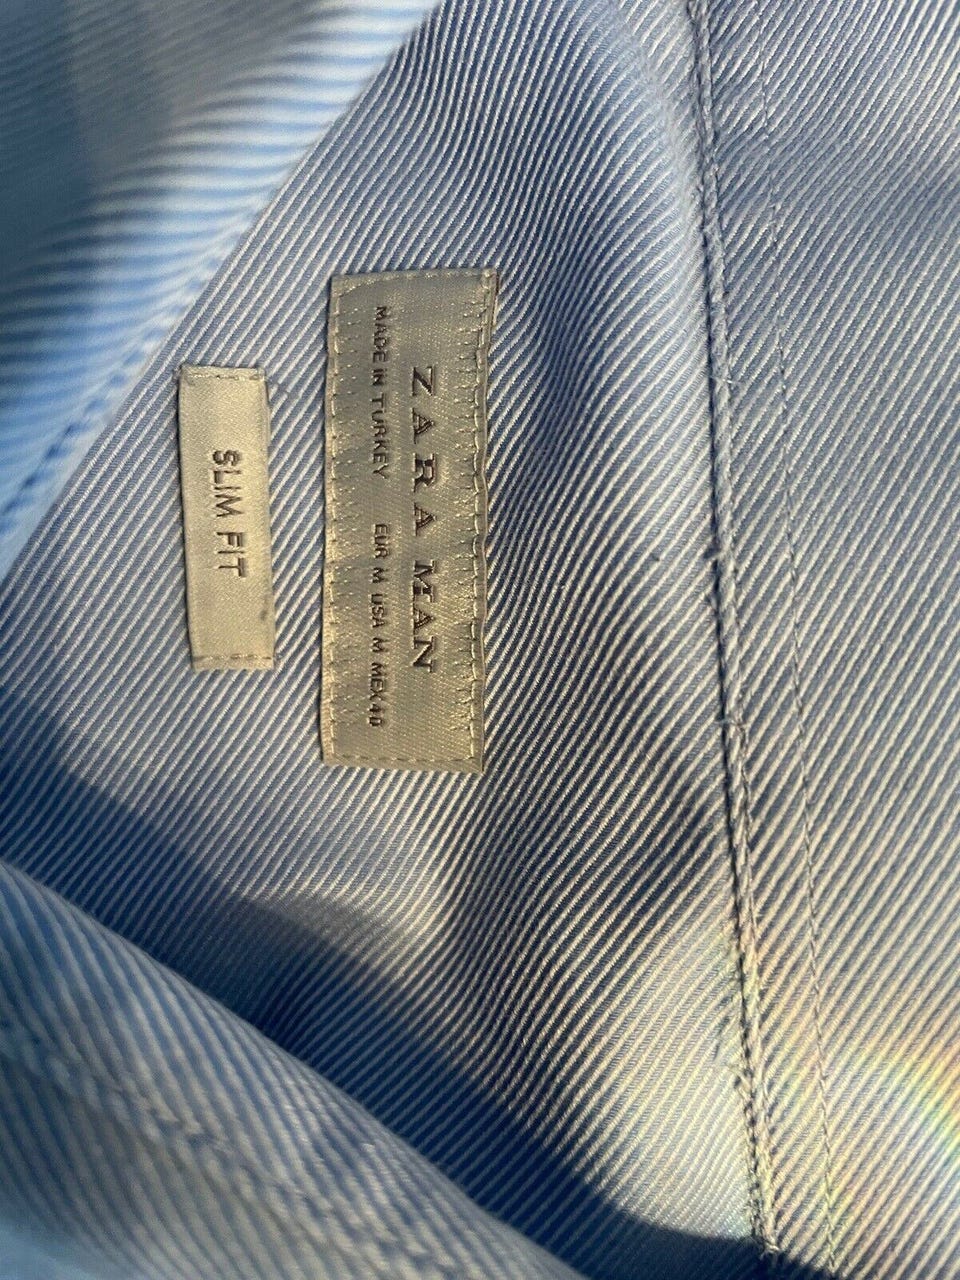 ZARA MAN
MADE IN TURKEY EUR M USA M MEX 40
SLIM FIT